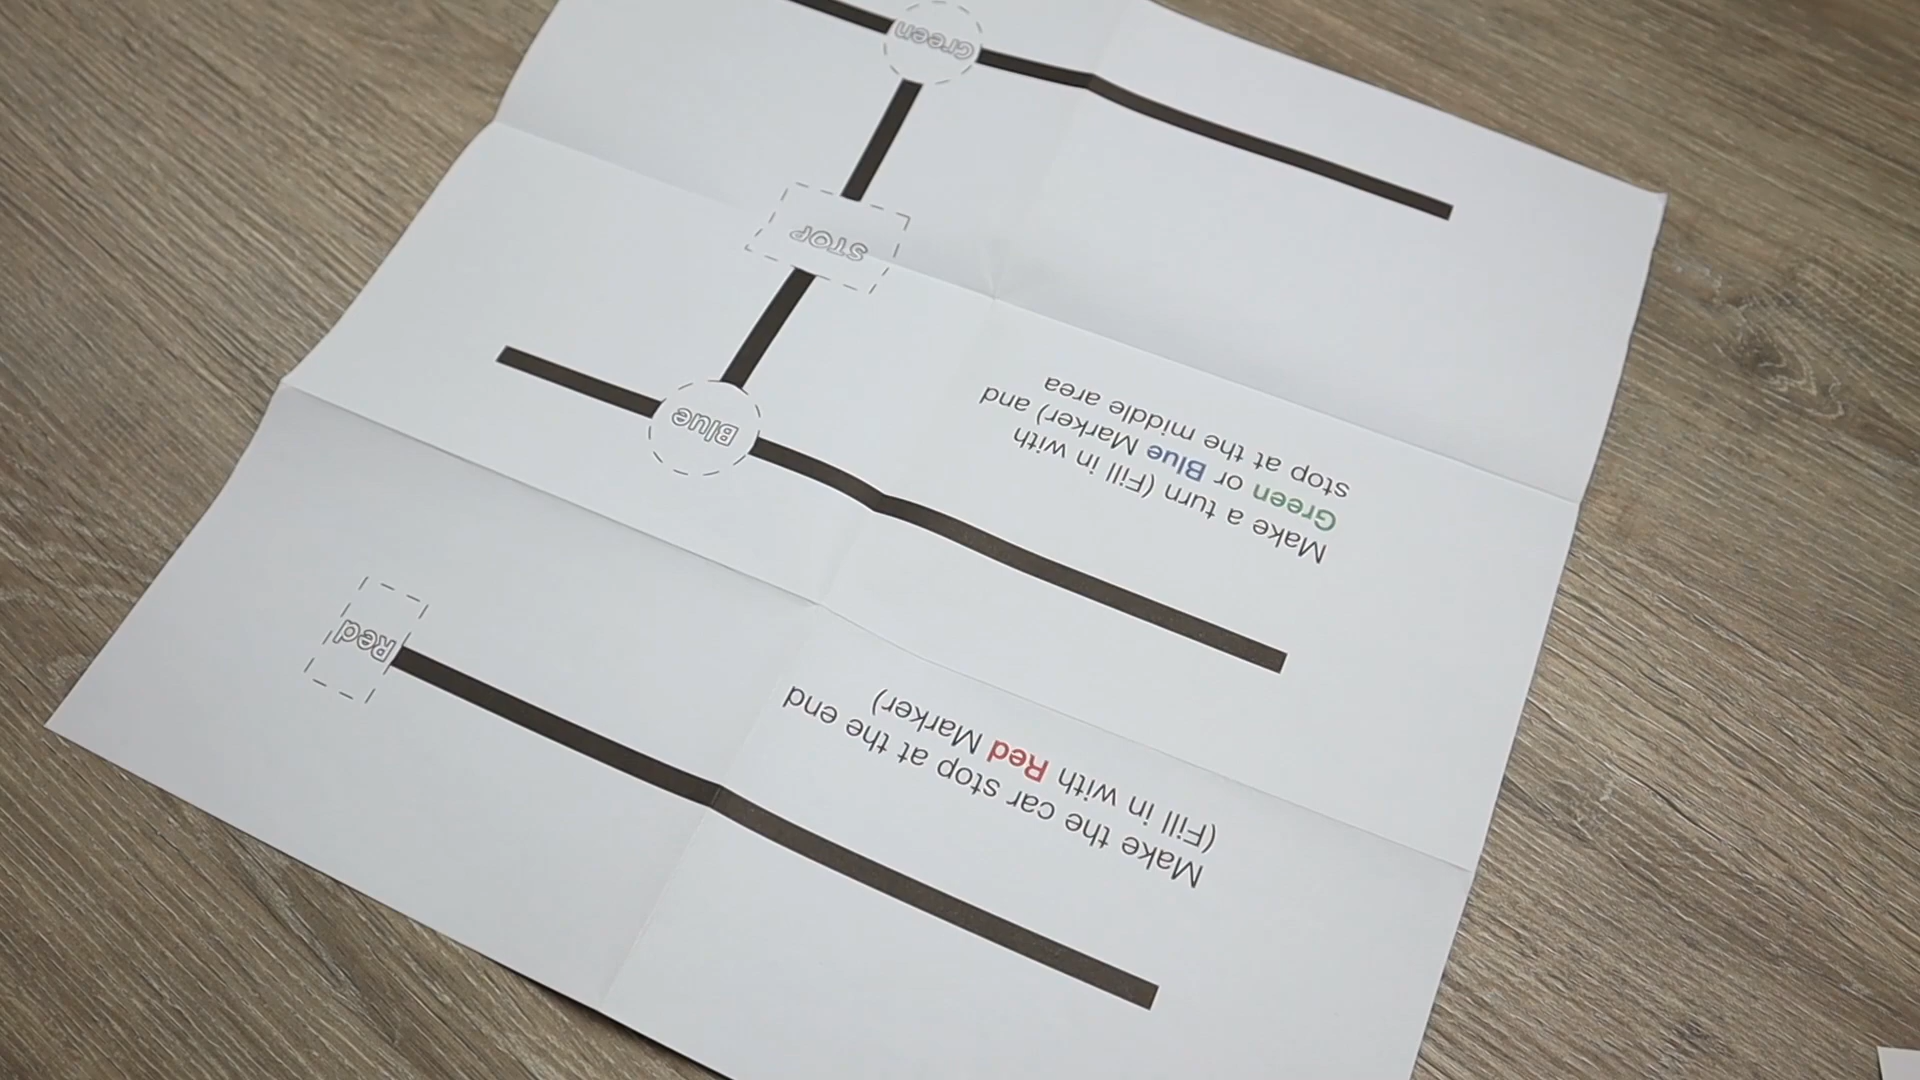 Make the car stop at the end
(Fill in with Red Marker)
Red
Make a turn (Fill in with
Green or Blue Marker) and
stop at the middle area
Blue
STOP
Green